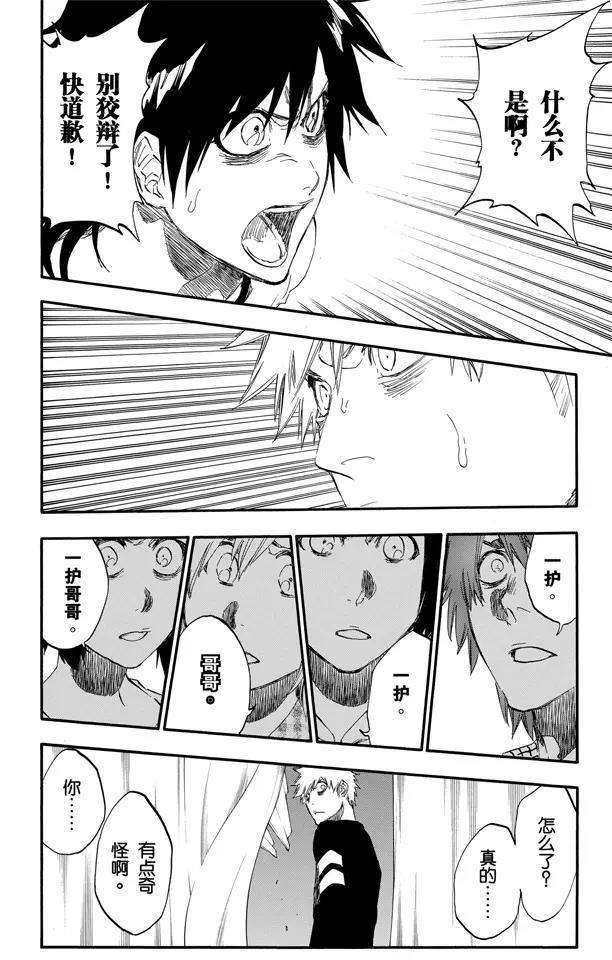 什么不
是啊？
别狡辩了！
快道歉！
一护。
一护。
哥哥。
一护哥哥。
怎么了？
真的……
有点奇
怪啊。
你……